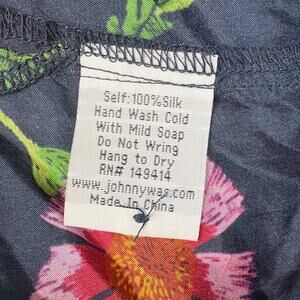 Self: 100% Silk
Hand Wash Cold
With Mild Soap
Do Not Wring
Hang to Dry
RN# 149414
www.johnnywas.com
Made In China